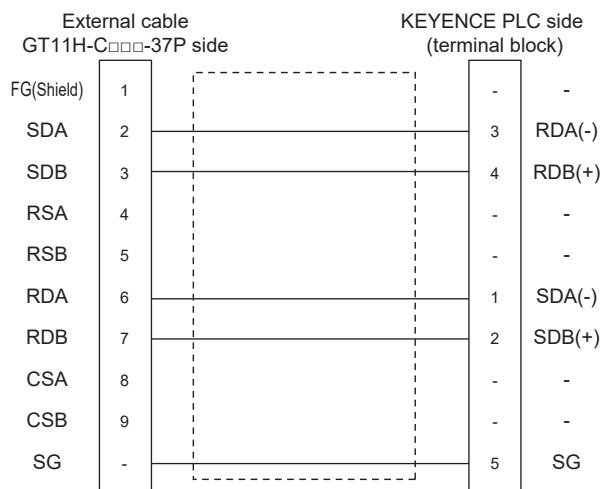 External cable KEYENCE PLC side
GT11H-C□□□-37P side (terminal block)
FG(Shield) 1 - -
SDA 2 3 RDA(-)
SDB 3 4 RDB(+)
RSA 4 - -
RSB 5 - -
RDA 6 1 SDA(-)
RDB 7 2 SDB(+)
CSA 8 - -
CSB 9 - -
SG - 5 SG